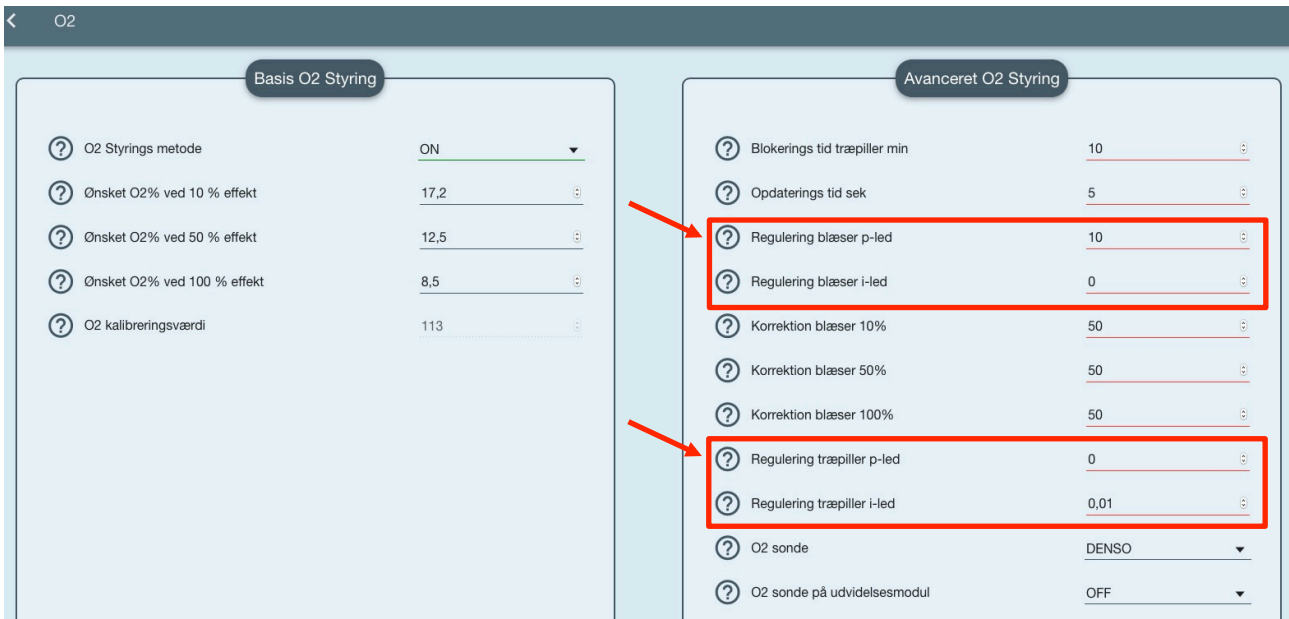 O2
Basis O2 Styring
O2 Styrings metode ON
Ønsket O2% ved 10 % effekt 17,2
Ønsket O2% ved 50 % effekt 12,5
Ønsket O2% ved 100 % effekt 8,5
O2 kalibreringsværdi 113
Avanceret O2 Styring
Blokerings tid træpiller min 10
Opdaterings tid sek 5
Regulering blæser p-led 10
Regulering blæser i-led 0
Korrektion blæser 10% 50
Korrektion blæser 50% 50
Korrektion blæser 100% 50
Regulering træpiller p-led 0
Regulering træpiller i-led 0,01
O2 sonde DENSO
O2 sonde på udvidelsesmodul OFF